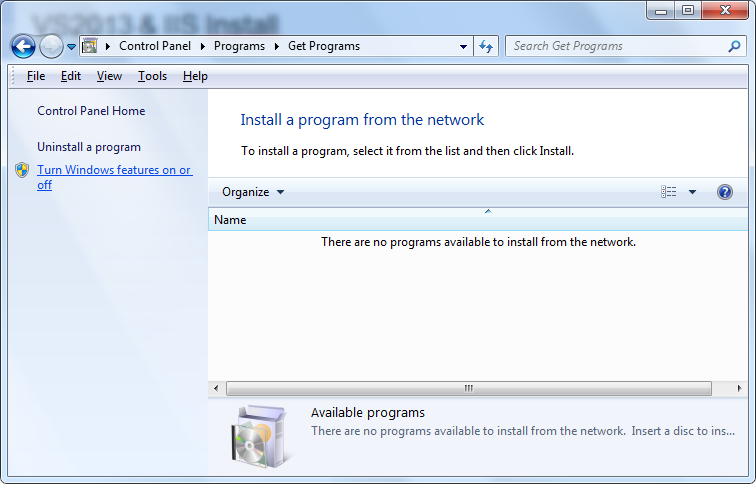 VS2013 & IIS Install
Control Panel Programs Get Programs Search Get Programs
File Edit View Tools Help
Control Panel Home
Uninstall a program
Turn Windows features on or
off
Install a program from the network
To install a program, select it from the list and then click Install.
Organize
Name
There are no programs available to install from the network.
Available programs
There are no programs available to install from the network. Insert a disc to ins...